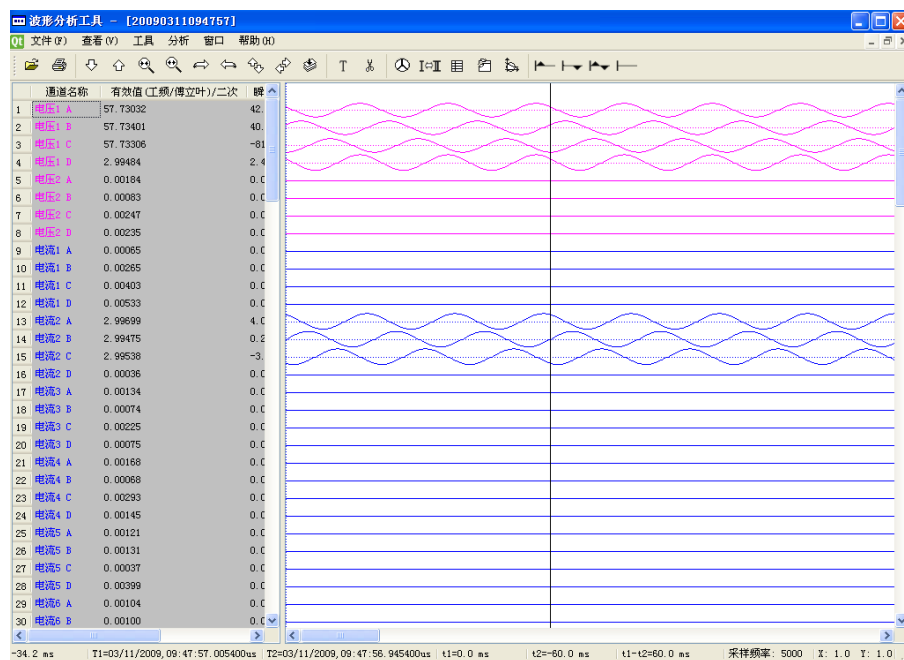 波形分析工具 - [20090311094757]
文件(F) 查看(V) 工具 分析 窗口 帮助(H)
通道名称 有效值(工频/傅立叶)/二次 瞬
1 电压1 A 57.73032 42.
2 电压1 B 57.73401 40.
3 电压1 C 57.73306 -81
4 电压1 D 2.99484 2.4
5 电压2 A 0.00184 0.0
6 电压2 B 0.00083 0.0
7 电压2 C 0.00247 0.0
8 电压2 D 0.00235 0.0
9 电流1 A 0.00065 0.0
10 电流1 B 0.00265 0.0
11 电流1 C 0.00403 0.0
12 电流1 D 0.00533 0.0
13 电流2 A 2.99699 4.0
14 电流2 B 2.99475 0.2
15 电流2 C 2.99538 -3.
16 电流2 D 0.00036 0.0
17 电流3 A 0.00134 0.0
18 电流3 B 0.00074 0.0
19 电流3 C 0.00225 0.0
20 电流3 D 0.00075 0.0
21 电流4 A 0.00168 0.0
22 电流4 B 0.00068 0.0
23 电流4 C 0.00293 0.0
24 电流4 D 0.00145 0.0
25 电流5 A 0.00121 0.0
26 电流5 B 0.00131 0.0
27 电流5 C 0.00037 0.0
28 电流5 D 0.00399 0.0
29 电流6 A 0.00104 0.0
30 电流6 B 0.00100 0.0
-34.2 ms T1=03/11/2009,09:47:57.005400us T2=03/11/2009,09:47:56.945400us t1=0.0 ms t2=-60.0 ms t1-t2=60.0 ms 采样频率: 5000 X: 1.0 Y: 1.0